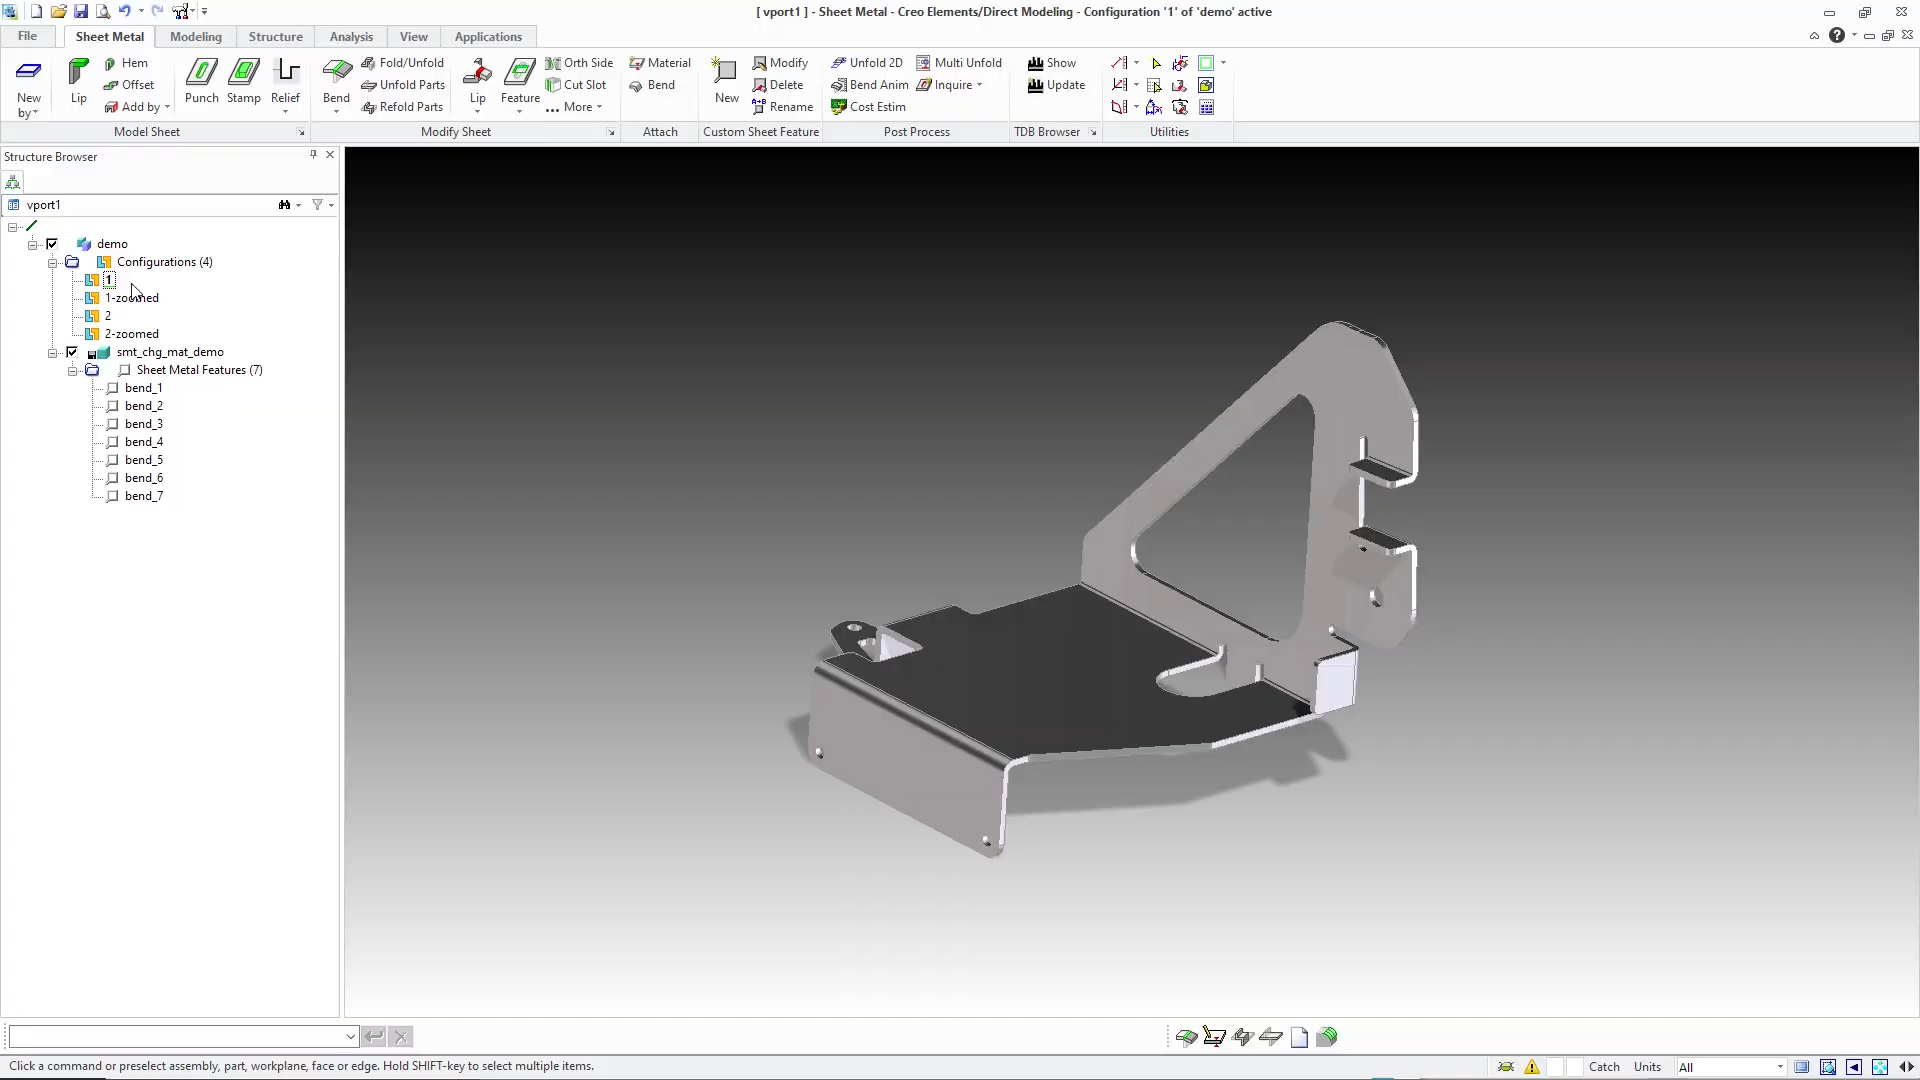 [ vport1 ] - Sheet Metal - Creo Elements/Direct Modeling - Configuration '1' of 'demo' active
File
Sheet Metal
Modeling
Structure
Analysis
View
Applications
New by
Lip
Hem
Offset
Add by
Punch
Stamp
Relief
Bend
Fold/Unfold
Unfold Parts
Refold Parts
Lip
Feature
Orth Side
Cut Slot
More
Material
Bend
New
Modify
Delete
Rename
Unfold 2D
Bend Anim
Cost Estim
Multi Unfold
Inquire
Show
Update
Model Sheet
Modify Sheet
Attach
Custom Sheet Feature
Post Process
TDB Browser
Utilities
Structure Browser
vport1
demo
Configurations (4)
1
1-zoomed
2
2-zoomed
smt_chg_mat_demo
Sheet Metal Features (7)
bend_1
bend_2
bend_3
bend_4
bend_5
bend_6
bend_7
Click a command or preselect assembly, part, workplane, face or edge. Hold SHIFT-key to select multiple items.
Catch
Units
All